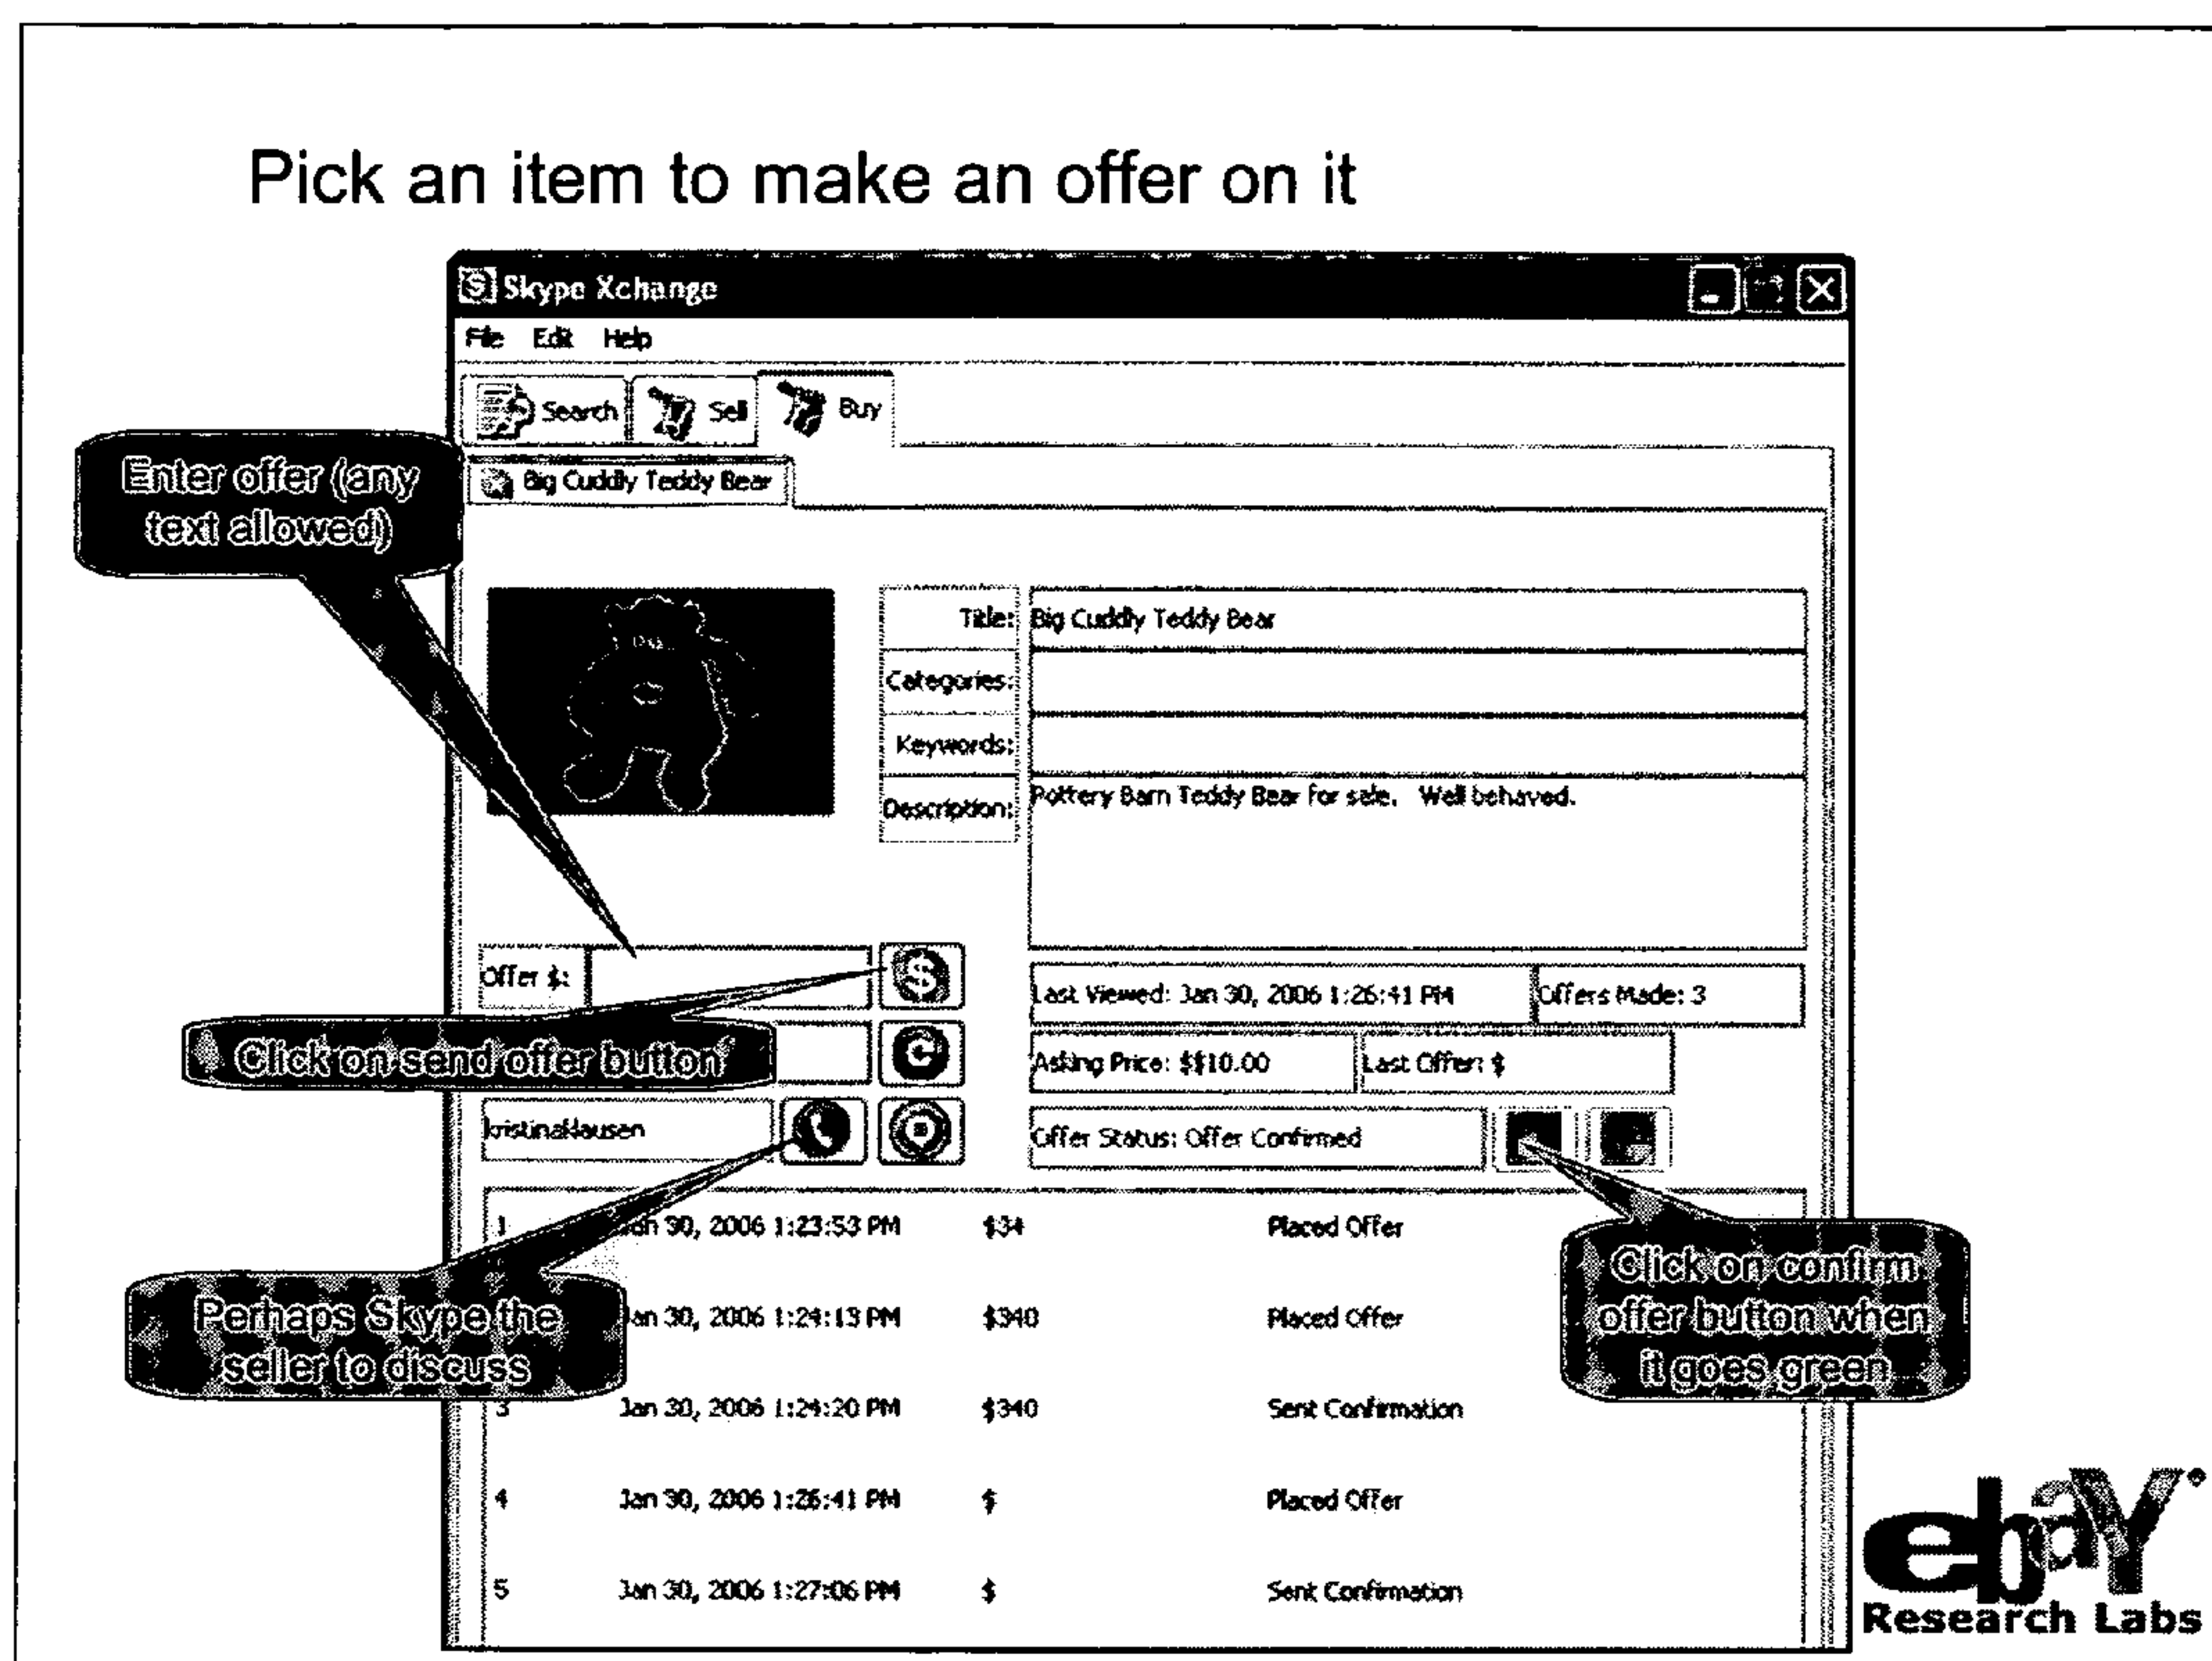 Pick an item to make an offer on it
Skype Xchange
File Edit Help
Search Sell Buy
Big Cuddly Teddy Bear
Enter offer (any
text allowed)
Title: Big Cuddly Teddy Bear
Categories:
Keywords:
Description: Pottery Barn Teddy Bear for sale. Well behaved.
Offer $:
Last Viewed: Jan 30, 2006 1:26:41 PM Offers Made: 3
Click on send offer button
Asking Price: $$10.00 Last Offer: $
kristinaklausen
Offer Status: Offer Confirmed
1 Jan 30, 2006 1:23:53 PM $34 Placed Offer
Jan 30, 2006 1:24:13 PM $340 Placed Offer
Perhaps Skype the
seller to discuss
Click on confirm
offer button when
it goes green
3 Jan 30, 2006 1:24:20 PM $340 Sent Confirmation
4 Jan 30, 2006 1:26:41 PM $ Placed Offer
5 Jan 30, 2006 1:27:06 PM $ Sent Confirmation
ebaY
Research Labs